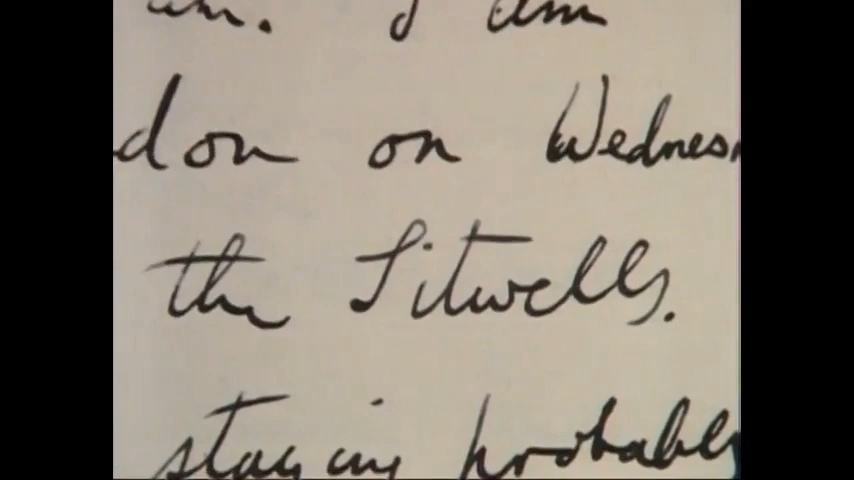 I am
don on Wednes
the Sitwells.
staying probably